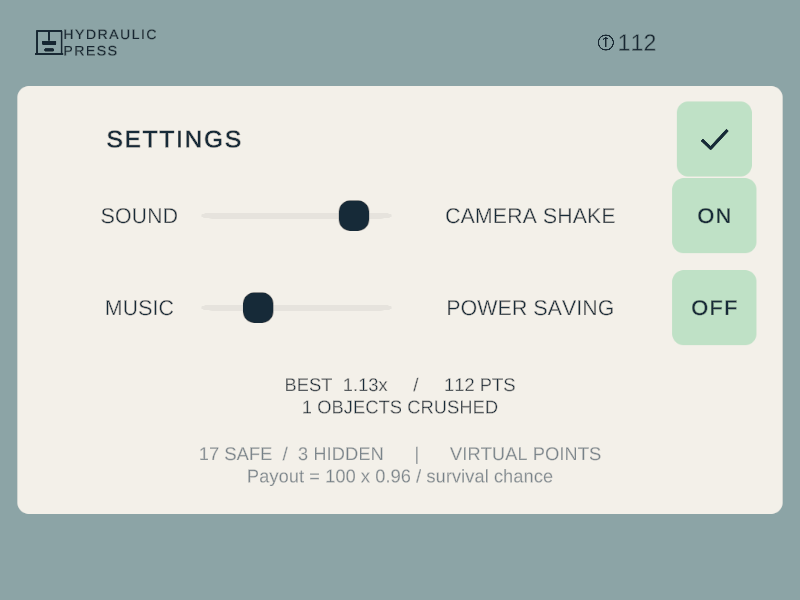 HYDRAULIC
PRESS
112
SETTINGS
SOUND
CAMERA SHAKE
ON
MUSIC
POWER SAVING
OFF
BEST 1.13x / 112 PTS
1 OBJECTS CRUSHED
17 SAFE / 3 HIDDEN | VIRTUAL POINTS
Payout = 100 x 0.96 / survival chance